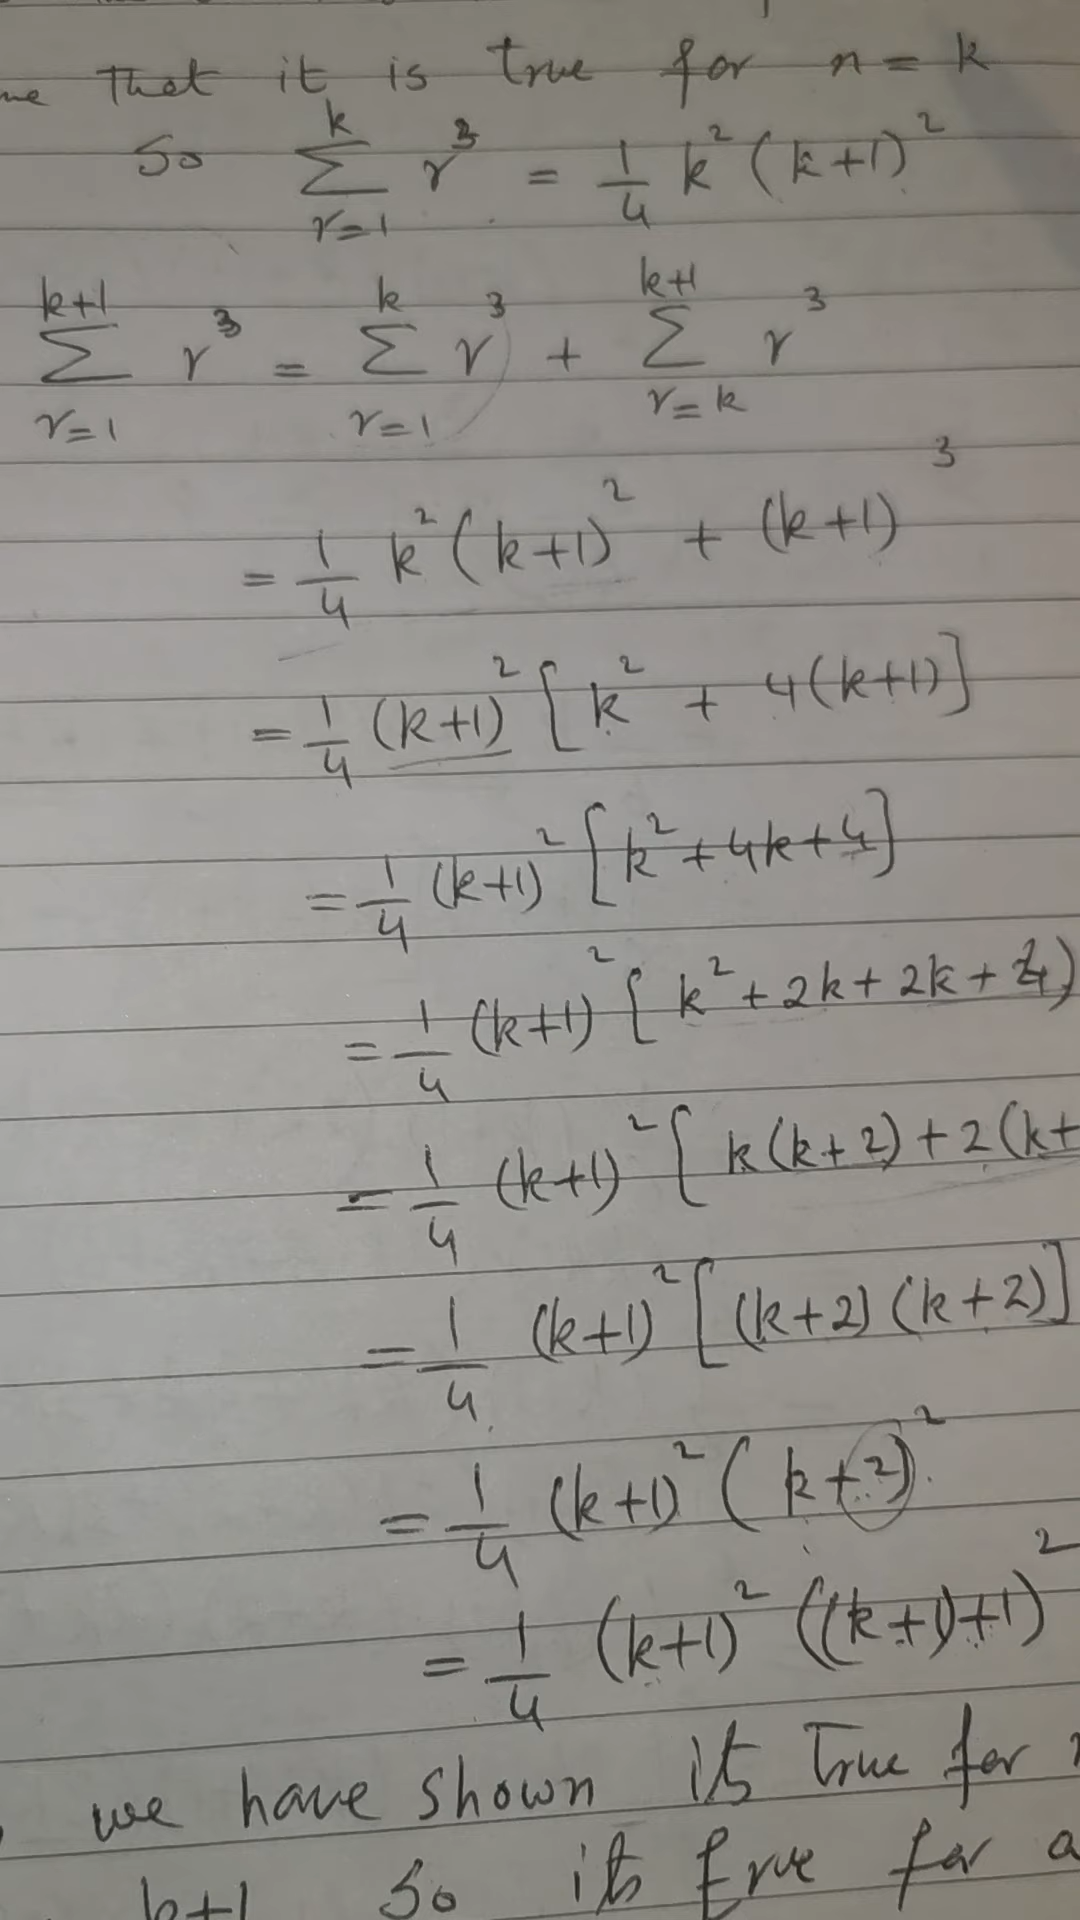 that it is true for n = k
So ∑_{r=1}^{k} r³ = 1/4 k² (k+1)²
∑_{r=1}^{k+1} r³ = ∑_{r=1}^{k} r³ + ∑_{r=k}^{k+1} r³
= 1/4 k² (k+1)² + (k+1)³
= 1/4 (k+1)² [k² + 4(k+1)]
= 1/4 (k+1)² [k² + 4k + 4]
= 1/4 (k+1)² [k² + 2k + 2k + 4)
= 1/4 (k+1)² [k(k+2) + 2(k+
= 1/4 (k+1)² [(k+2)(k+2)]
= 1/4 (k+1)² (k+2)²
= 1/4 (k+1)² ((k+1)+1)²
we have shown its true for
k+1 So its true for a